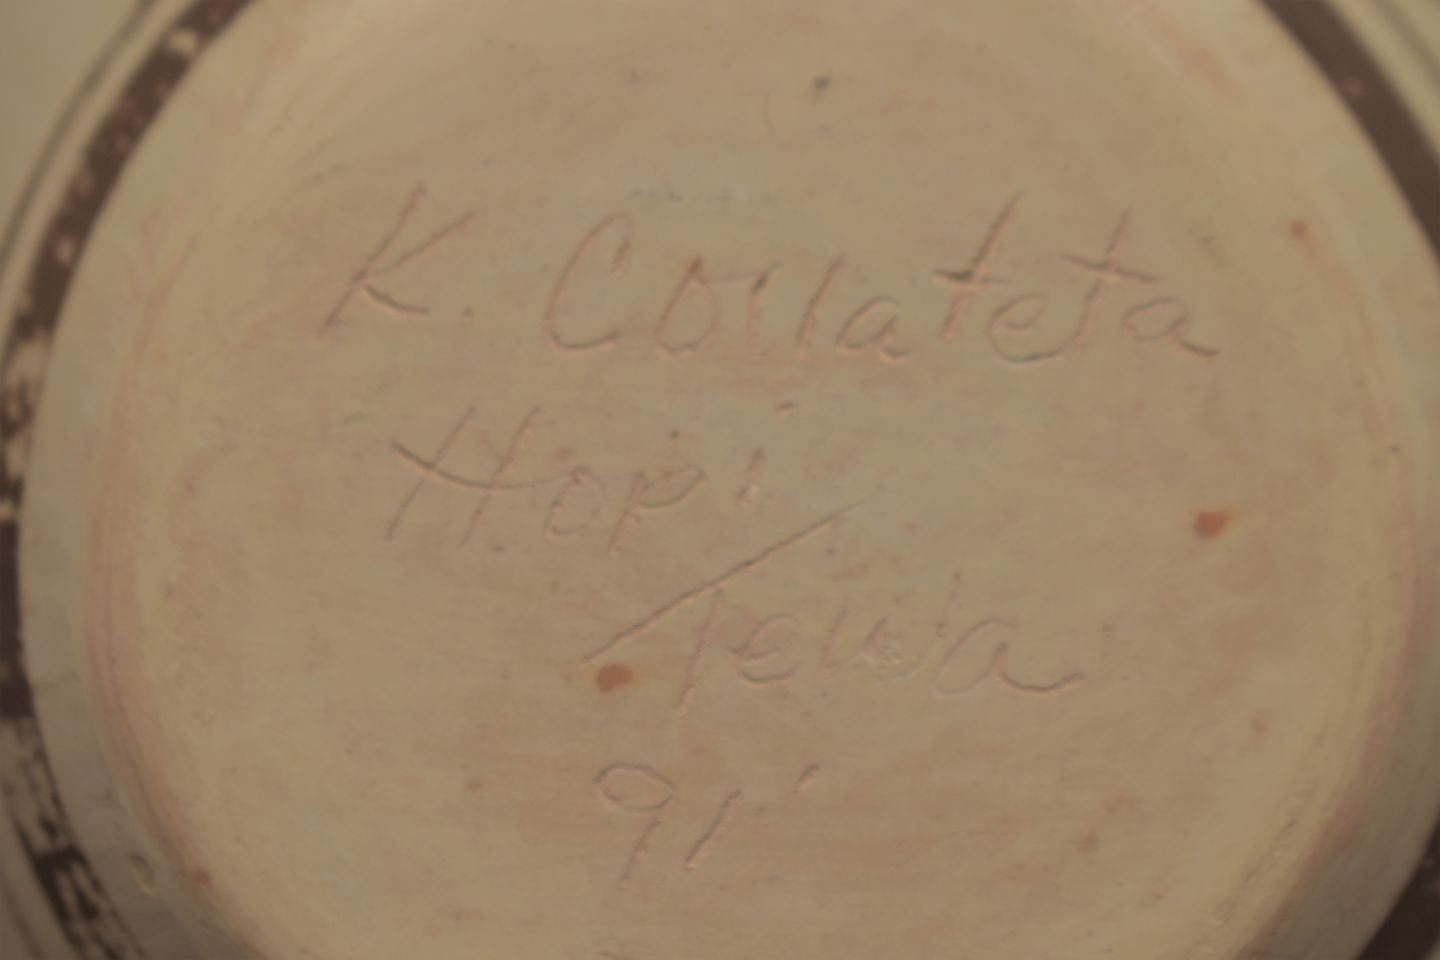 K. Collateta
Hopi
/Tewa
91'